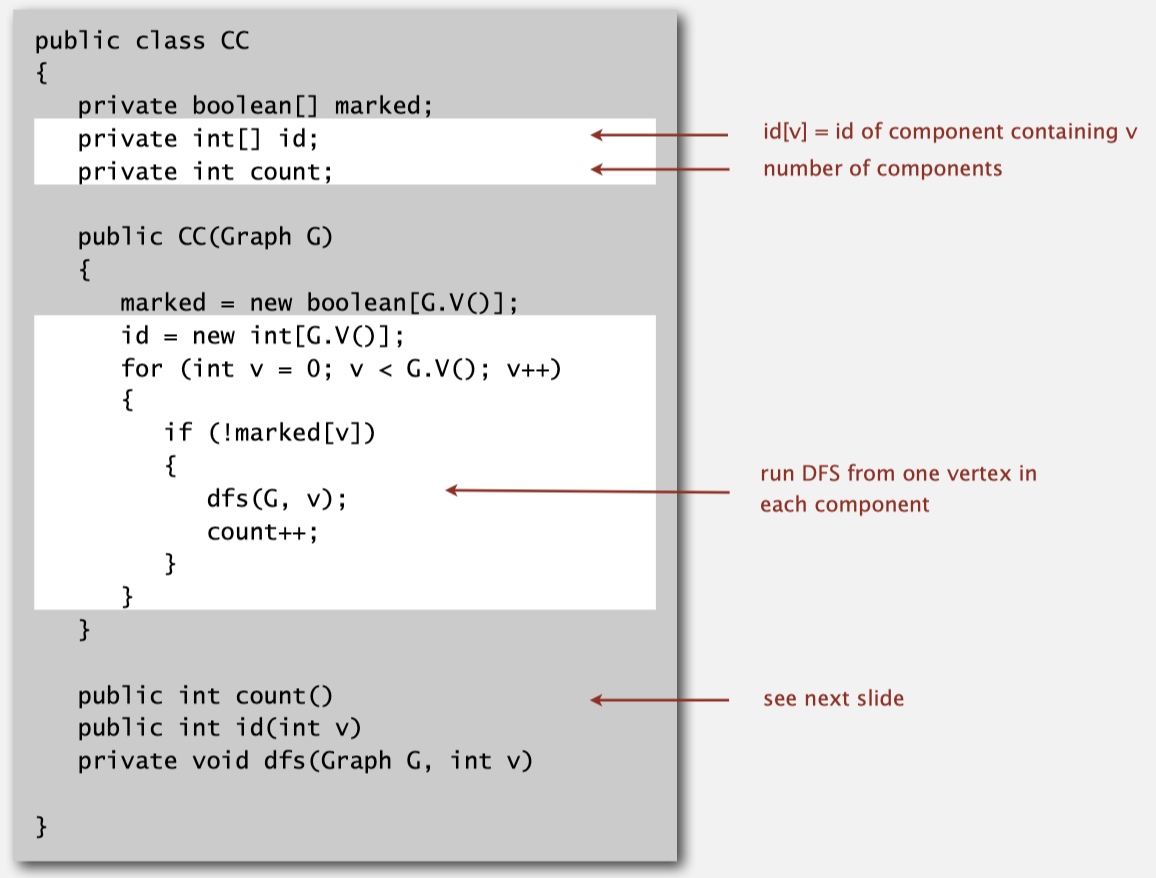 public class CC
{
private boolean[] marked;
private int[] id;
id[v] = id of component containing v
private int count;
number of components
public CC(Graph G)
{
marked = new boolean[G.V()];
id = new int[G.V()];
for (int v = 0; v < G.V(); v++)
{
if (!marked[v])
{
dfs(G, v);
count++;
}
}
}
run DFS from one vertex in
each component
public int count()
see next slide
public int id(int v)
private void dfs(Graph G, int v)
}